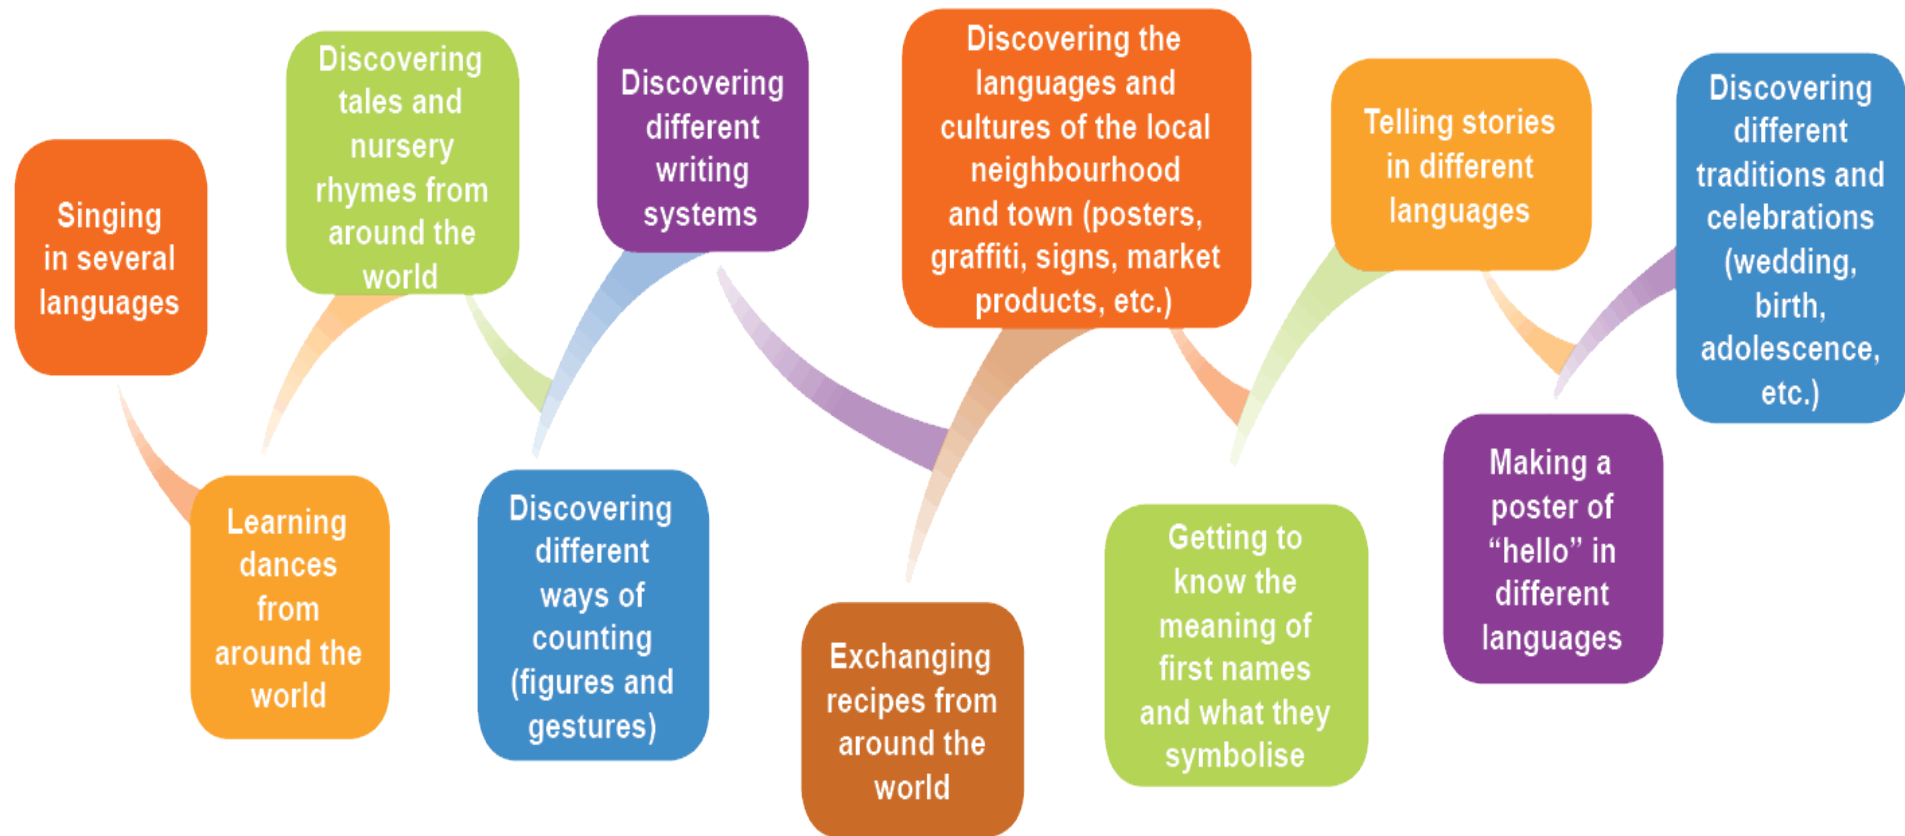 Singing
in several
languages
Learning
dances
from
around the
world
Discovering
tales and
nursery
rhymes from
around the
world
Discovering
different
ways of
counting
(figures and
gestures)
Discovering
different
writing
systems
Exchanging
recipes from
around the
world
Discovering the
languages and
cultures of the local
neighbourhood
and town (posters,
graffiti, signs, market
products, etc.)
Getting to
know the
meaning of
first names
and what they
symbolise
Telling stories
in different
languages
Making a
poster of
“hello” in
different
languages
Discovering
different
traditions and
celebrations
(wedding,
birth,
adolescence,
etc.)